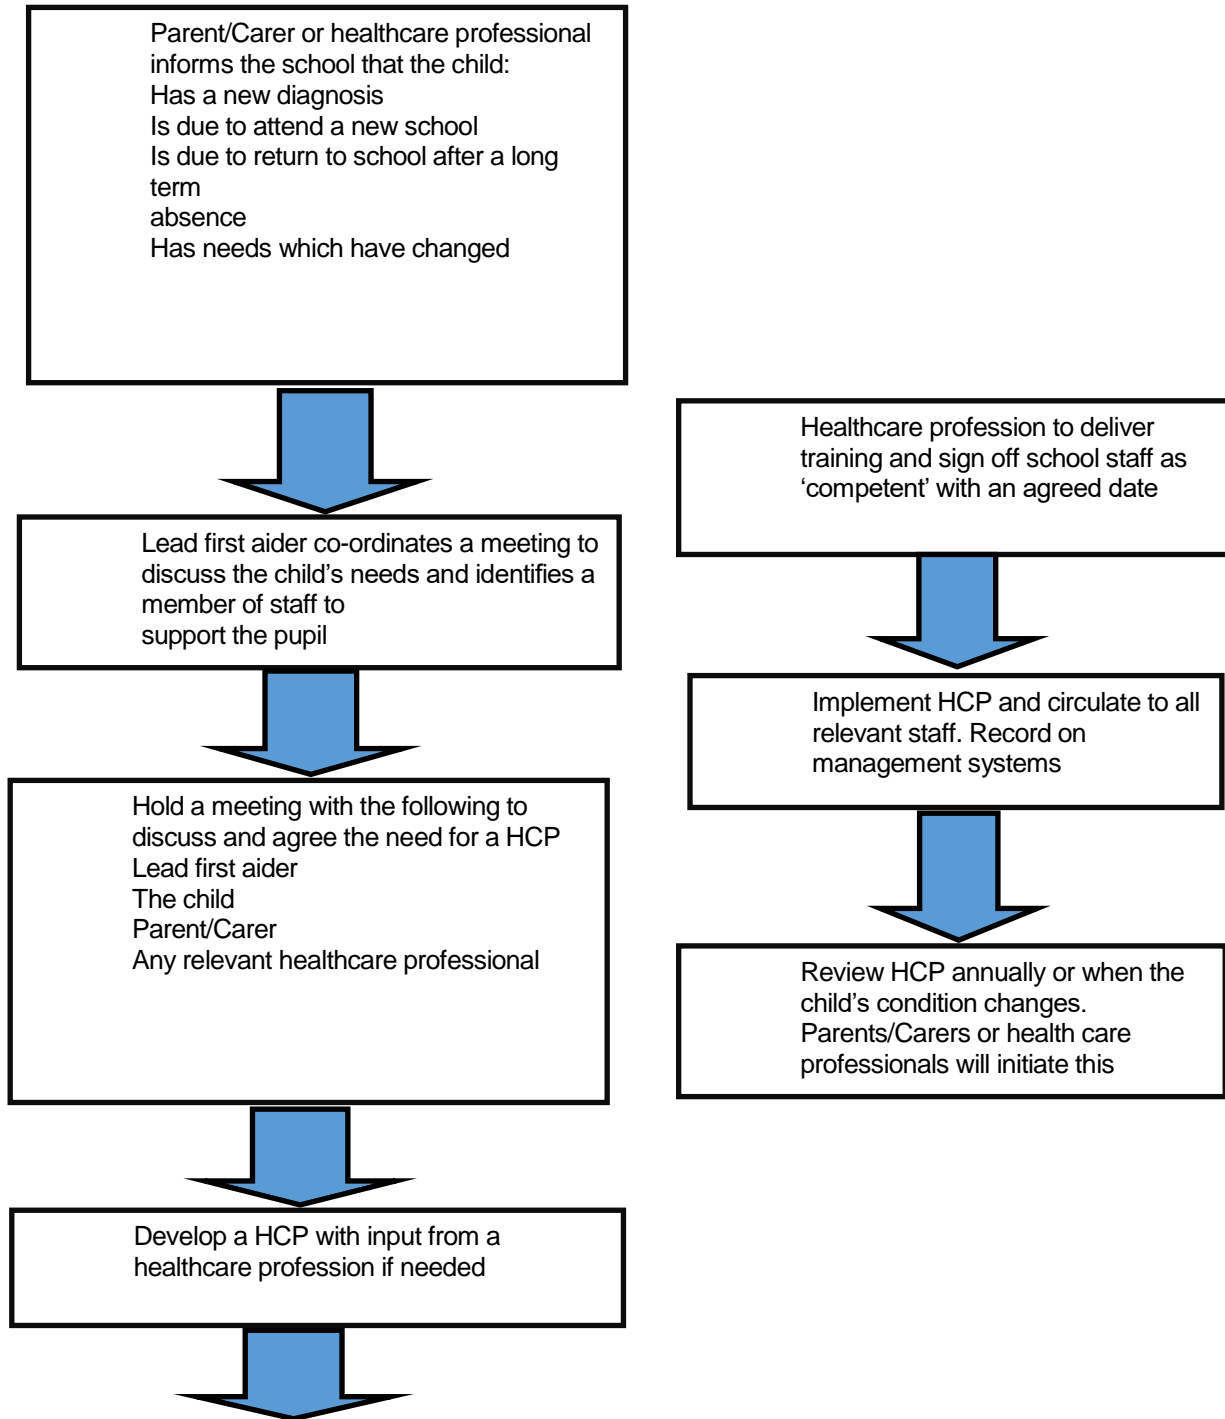 Parent/Carer or healthcare professional
informs the school that the child:
Has a new diagnosis
Is due to attend a new school
Is due to return to school after a long
term
absence
Has needs which have changed
Lead first aider co-ordinates a meeting to
discuss the child’s needs and identifies a
member of staff to
support the pupil
Hold a meeting with the following to
discuss and agree the need for a HCP
Lead first aider
The child
Parent/Carer
Any relevant healthcare professional
Develop a HCP with input from a
healthcare profession if needed
Healthcare profession to deliver
training and sign off school staff as
‘competent’ with an agreed date
Implement HCP and circulate to all
relevant staff. Record on
management systems
Review HCP annually or when the
child’s condition changes.
Parents/Carers or health care
professionals will initiate this